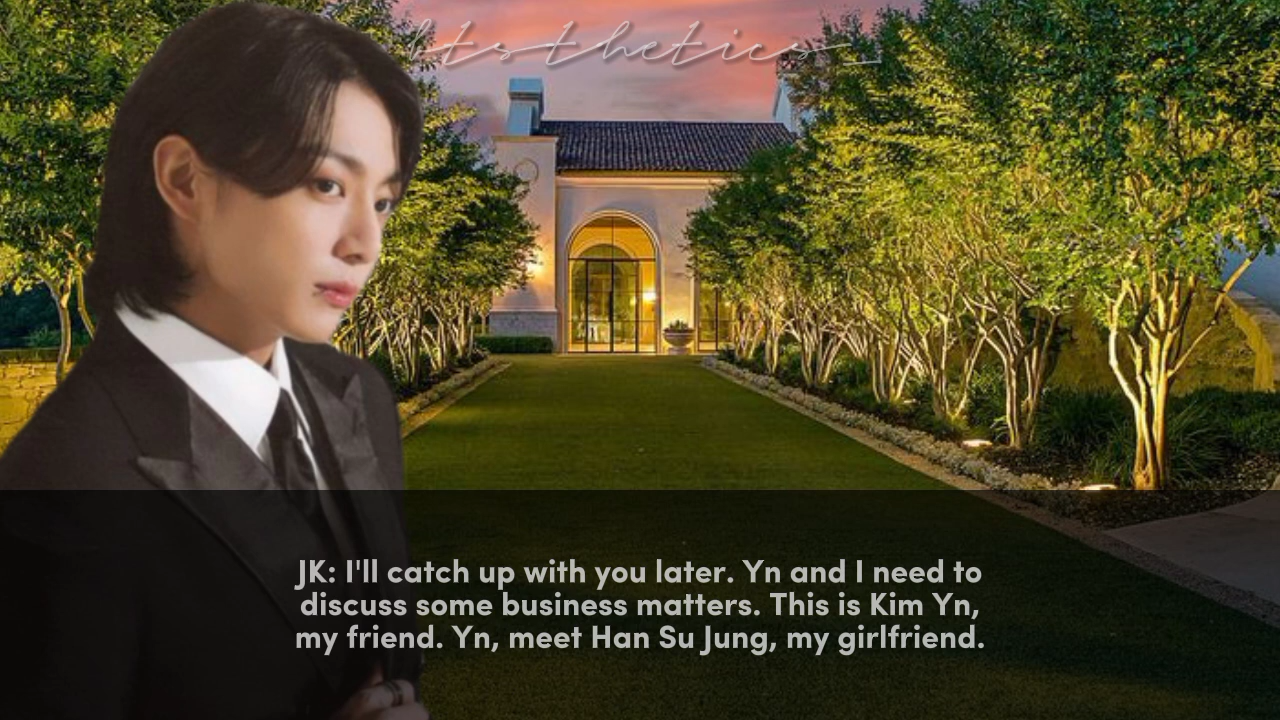 Btsthetics_
JK: I'll catch up with you later. Yn and I need to
discuss some business matters. This is Kim Yn,
my friend. Yn, meet Han Su Jung, my girlfriend.